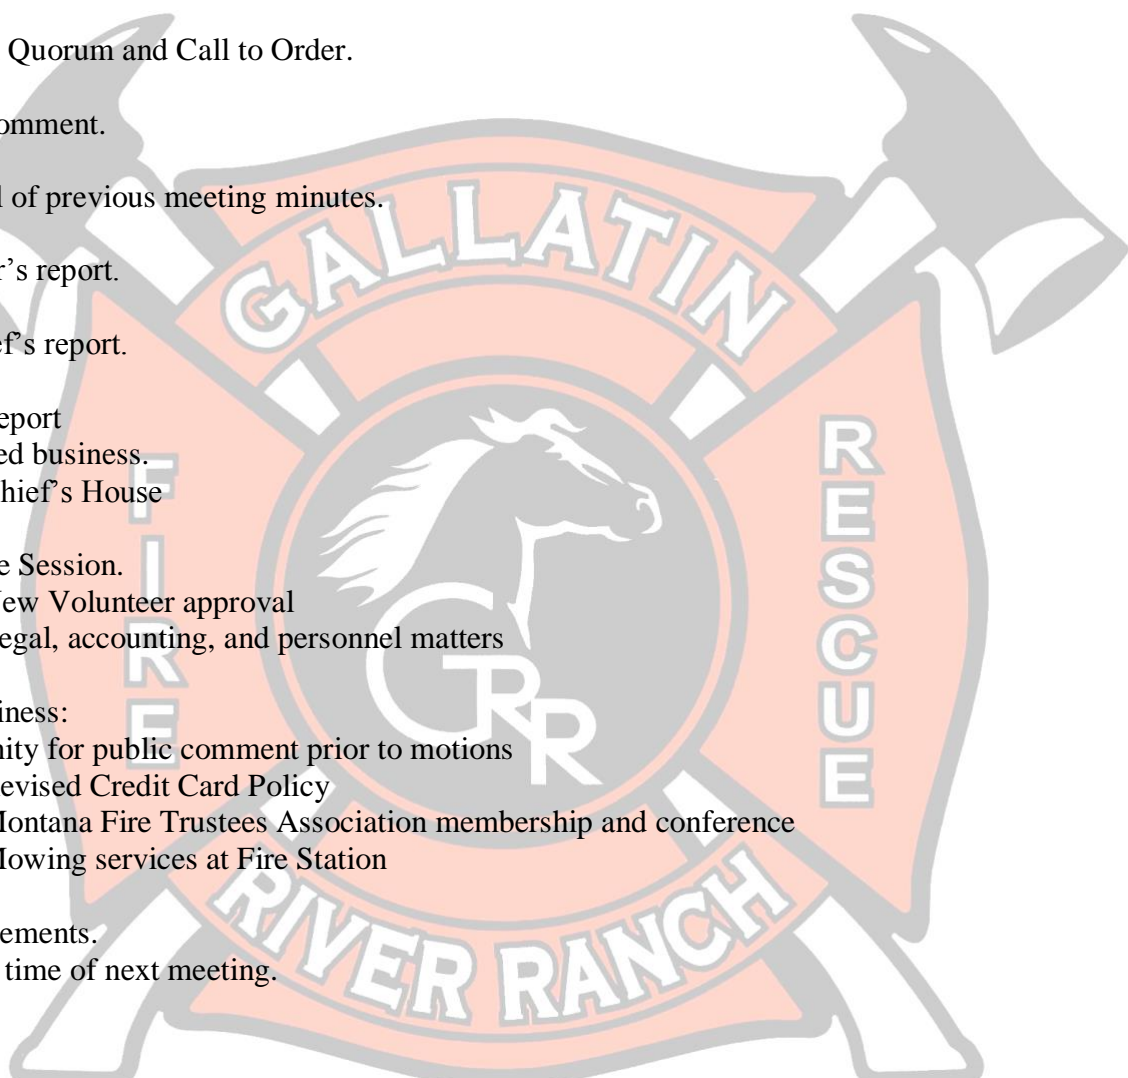 Quorum and Call to Order.
omment.
l of previous meeting minutes.
r's report.
ef's report.
eport
ed business.
hief's House
e Session.
New Volunteer approval
egal, accounting, and personnel matters
iness:
nity for public comment prior to motions
evised Credit Card Policy
Montana Fire Trustees Association membership and conference
Mowing services at Fire Station
ements.
time of next meeting.
GALLATIN
FIRE
RESCUE
GRR
RIVER RANCH